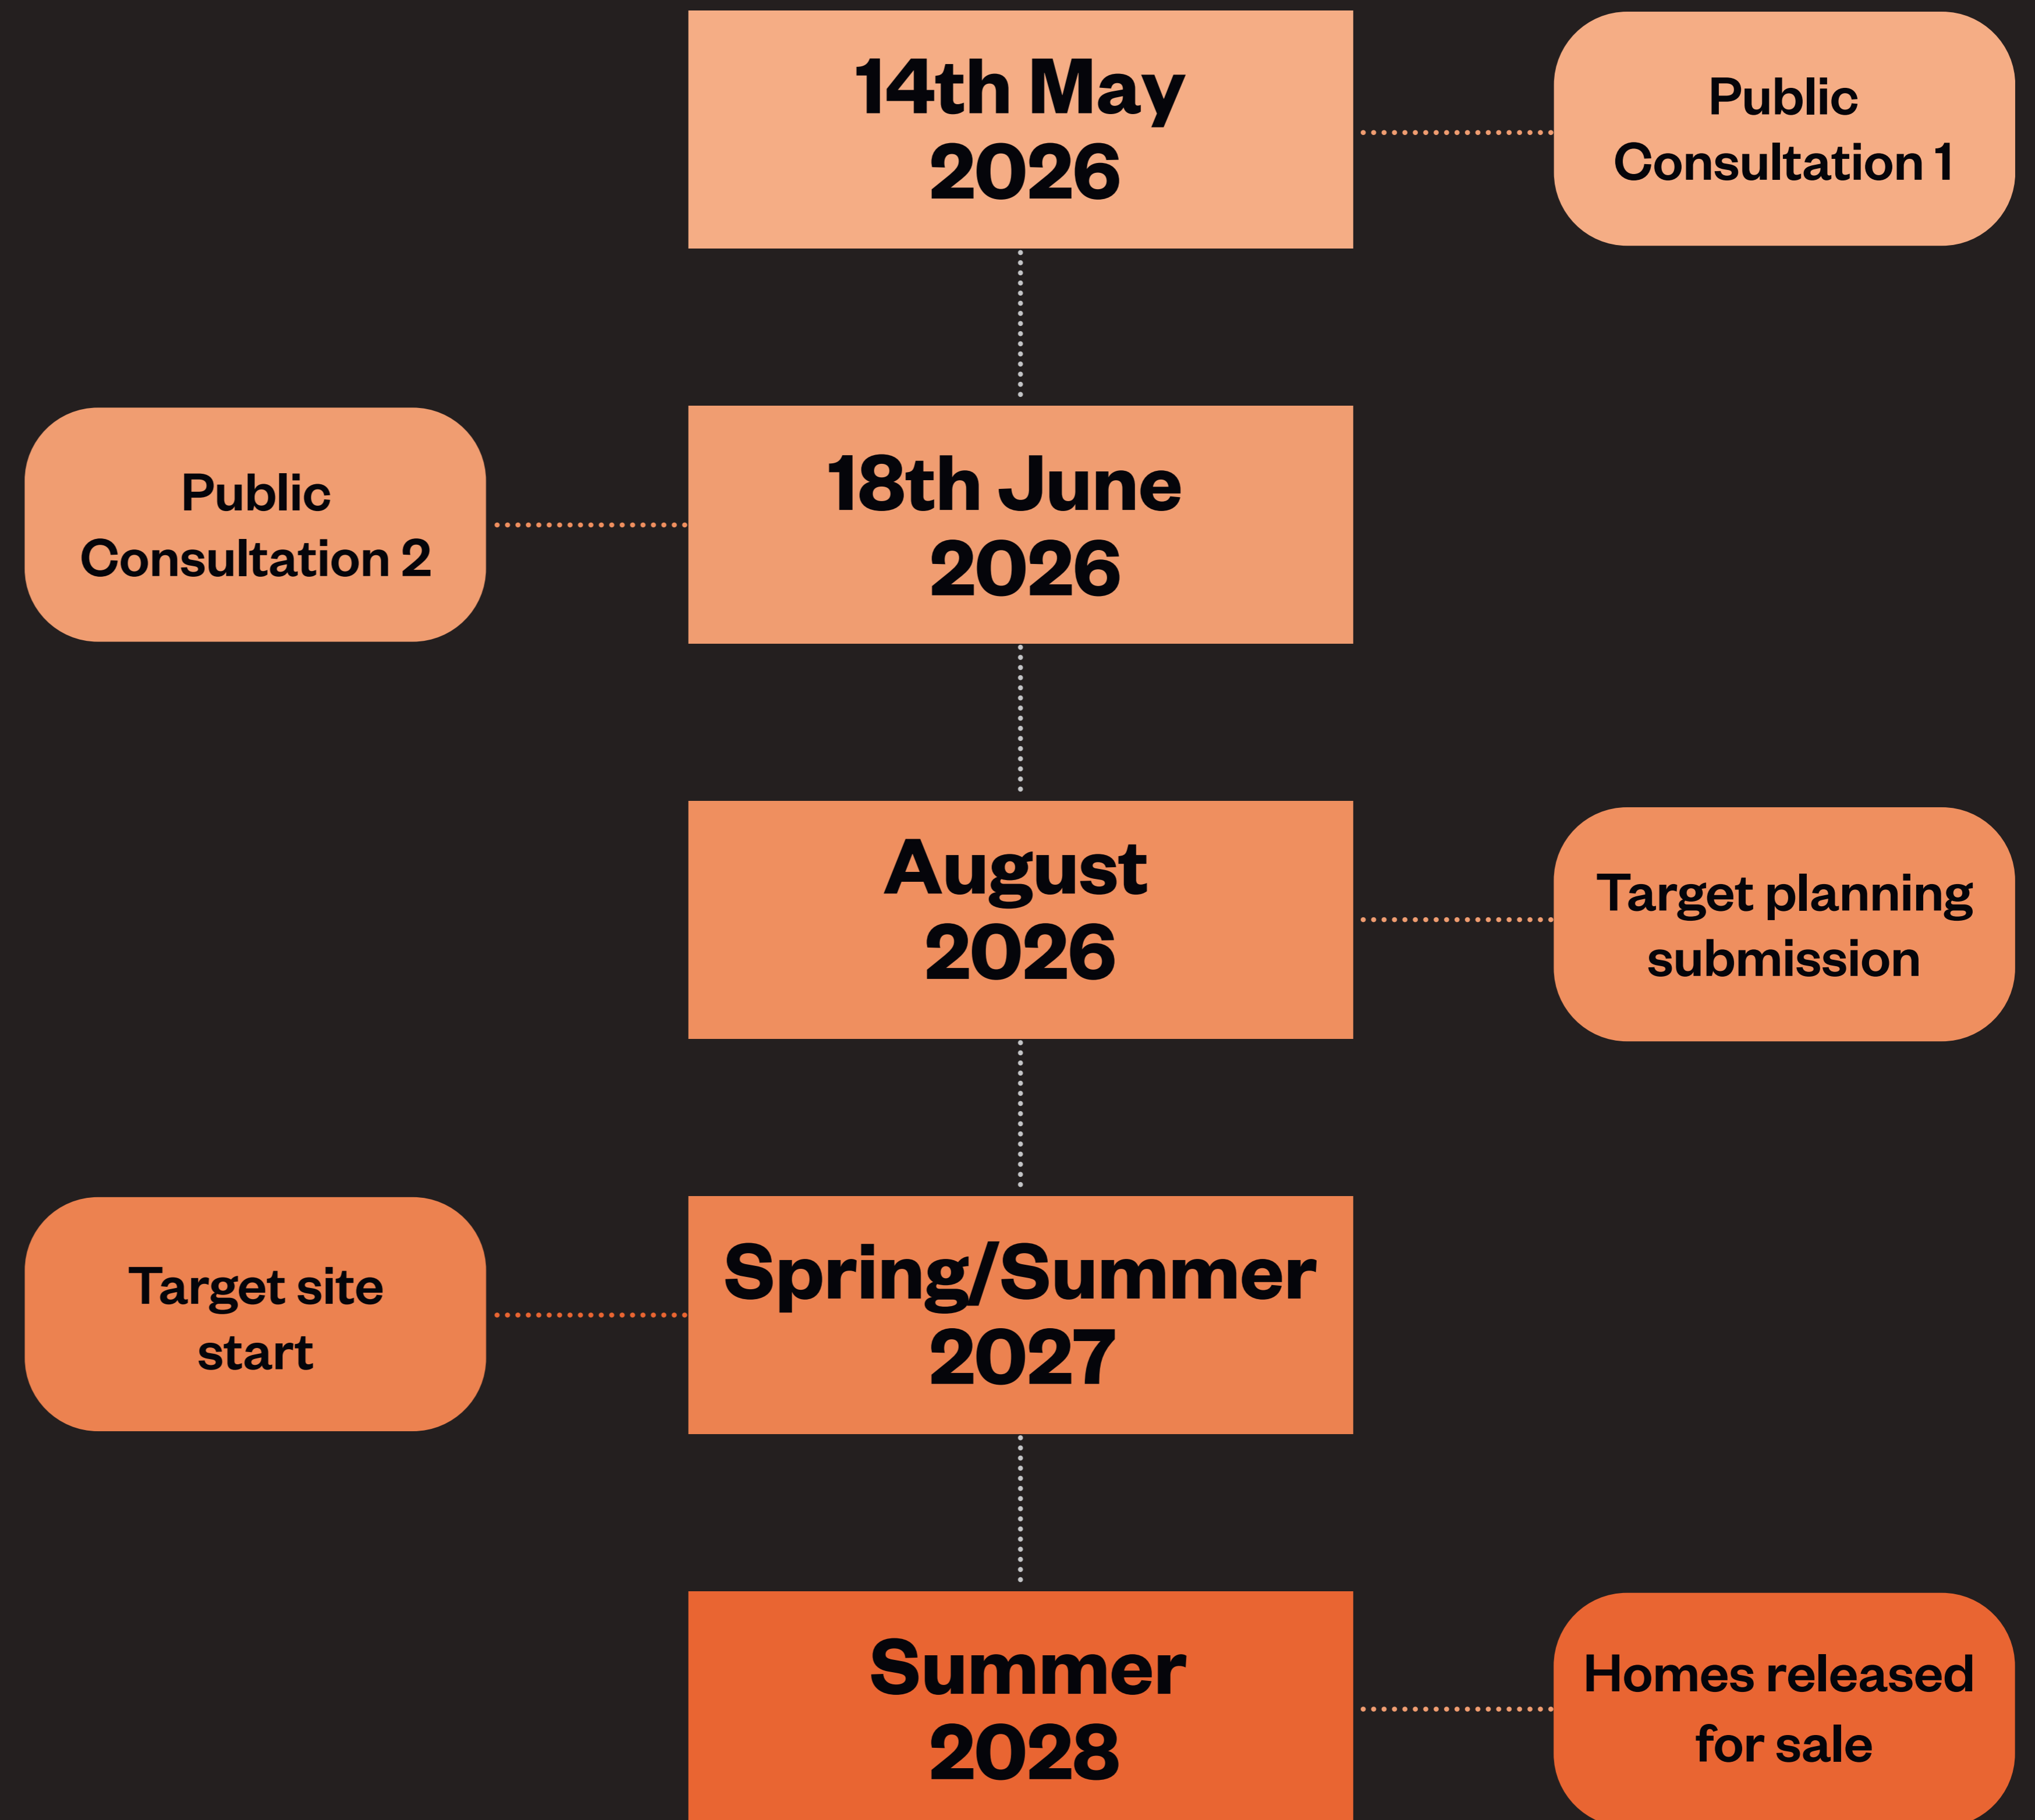 14th May
2026
Public
Consultation 1
18th June
2026
Public
Consultation 2
August
2026
Target planning
submission
Spring/Summer
2027
Target site
start
Summer
2028
Homes released
for sale